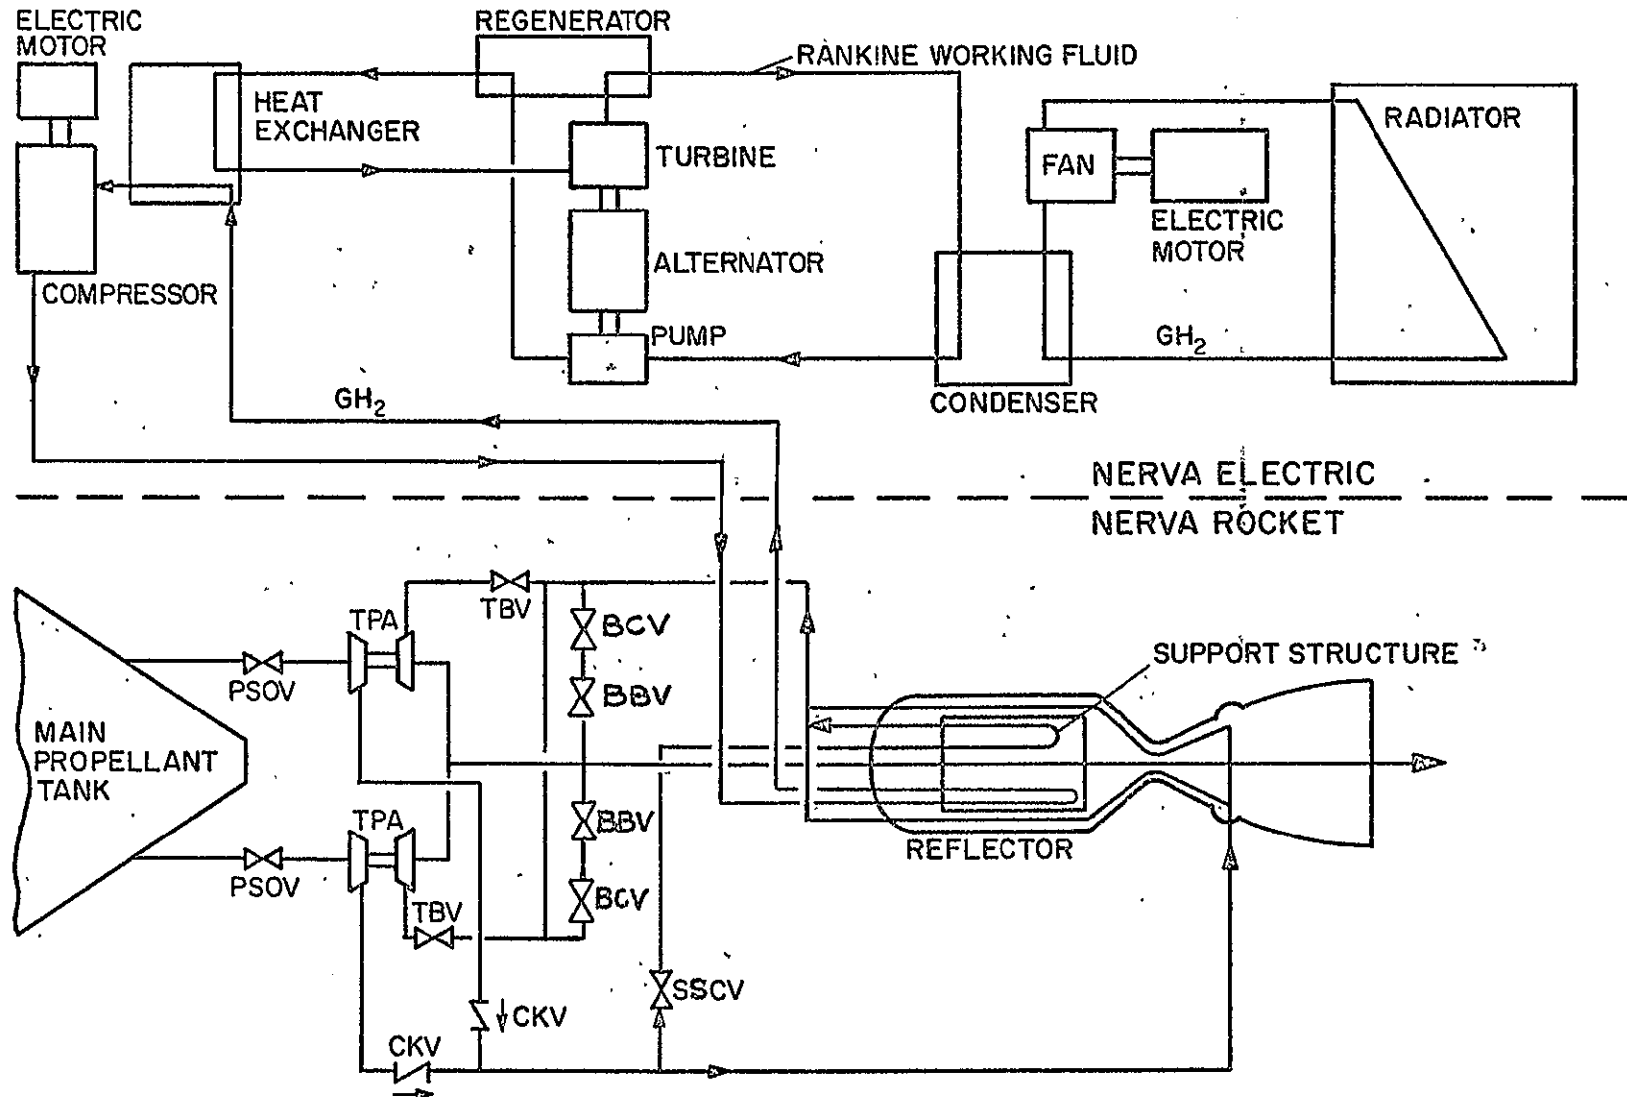 ELECTRIC
MOTOR
REGENERATOR
RANKINE WORKING FLUID
HEAT
EXCHANGER
RADIATOR
TURBINE
FAN
ELECTRIC
MOTOR
ALTERNATOR
COMPRESSOR
PUMP
GH₂
CONDENSER
GH₂
NERVA ELECTRIC
NERVA ROCKET
TPA
TBV
BCV
SUPPORT STRUCTURE
PSOV
BBV
MAIN
PROPELLANT
TANK
TPA
BBV
REFLECTOR
PSOV
TBV
BCV
SSCV
CKV
CKV